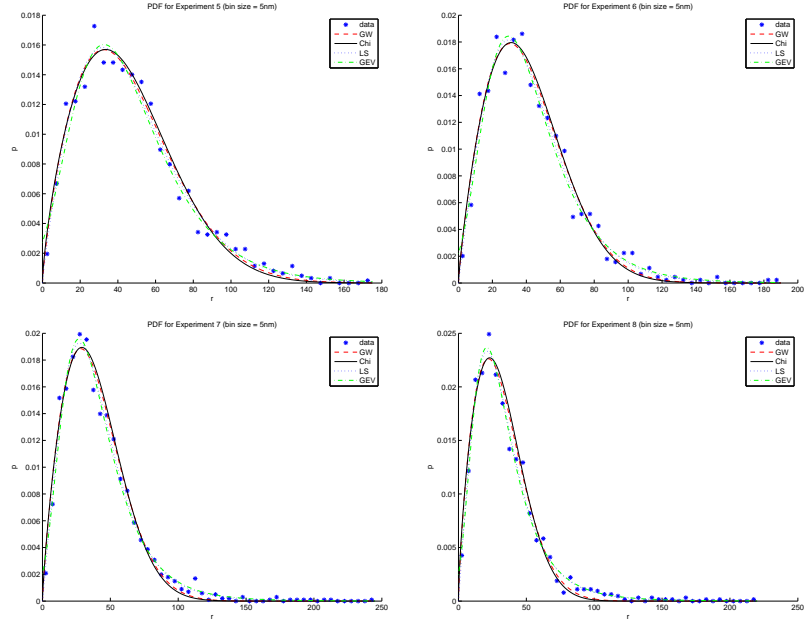 PDF for Experiment 5 (bin size = 5nm)
0.018
0.016
0.014
0.012
0.01
0.008
0.006
0.004
0.002
0
p
0 20 40 60 80 100 120 140 160 180
r
data
GW
Chi
LS
GEV
PDF for Experiment 6 (bin size = 5nm)
0.02
0.018
0.016
0.014
0.012
0.01
0.008
0.006
0.004
0.002
0
p
0 20 40 60 80 100 120 140 160 180 200
r
data
GW
Chi
LS
GEV
PDF for Experiment 7 (bin size = 5nm)
0.02
0.018
0.016
0.014
0.012
0.01
0.008
0.006
0.004
0.002
0
p
0 50 100 150 200 250
r
data
GW
Chi
LS
GEV
PDF for Experiment 8 (bin size = 5nm)
0.025
0.02
0.015
0.01
0.005
0
p
0 50 100 150 200 250
r
data
GW
Chi
LS
GEV